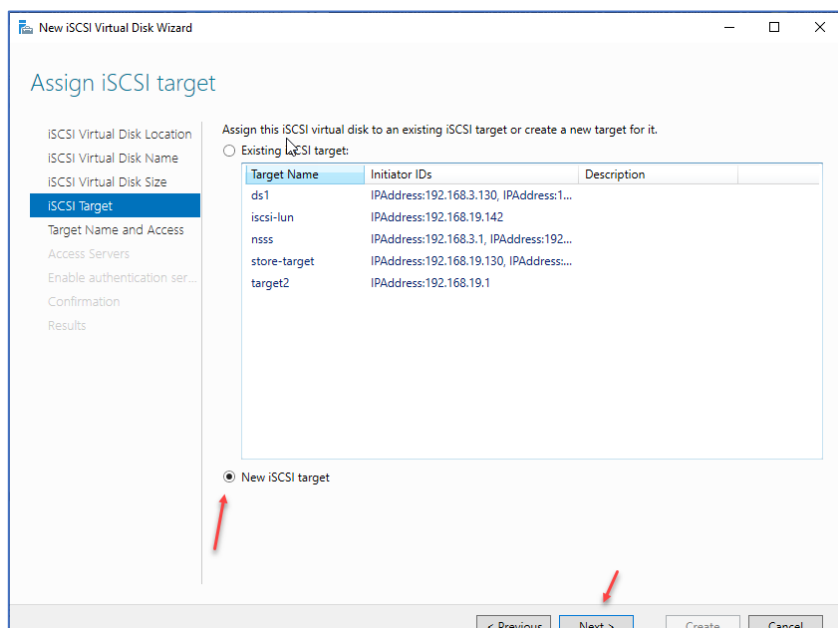 New iSCSI Virtual Disk Wizard
Assign iSCSI target
iSCSI Virtual Disk Location
iSCSI Virtual Disk Name
iSCSI Virtual Disk Size
iSCSI Target
Target Name and Access
Access Servers
Enable authentication ser...
Confirmation
Results
Assign this iSCSI virtual disk to an existing iSCSI target or create a new target for it.
Existing iSCSI target:
Target Name Initiator IDs Description
ds1 IPAddress:192.168.3.130, IPAddress:1...
iscsi-lun IPAddress:192.168.19.142
nsss IPAddress:192.168.3.1, IPAddress:192...
store-target IPAddress:192.168.19.130, IPAddress:...
target2 IPAddress:192.168.19.1
New iSCSI target
< Previous Next > Create Cancel